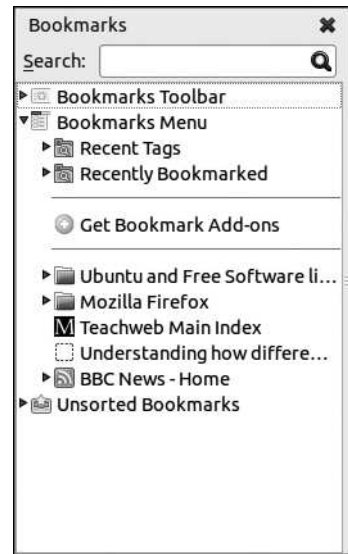 Bookmarks
Search:
Bookmarks Toolbar
Bookmarks Menu
Recent Tags
Recently Bookmarked
Get Bookmark Add-ons
Ubuntu and Free Software li...
Mozilla Firefox
M Teachweb Main Index
Understanding how differe...
BBC News - Home
Unsorted Bookmarks